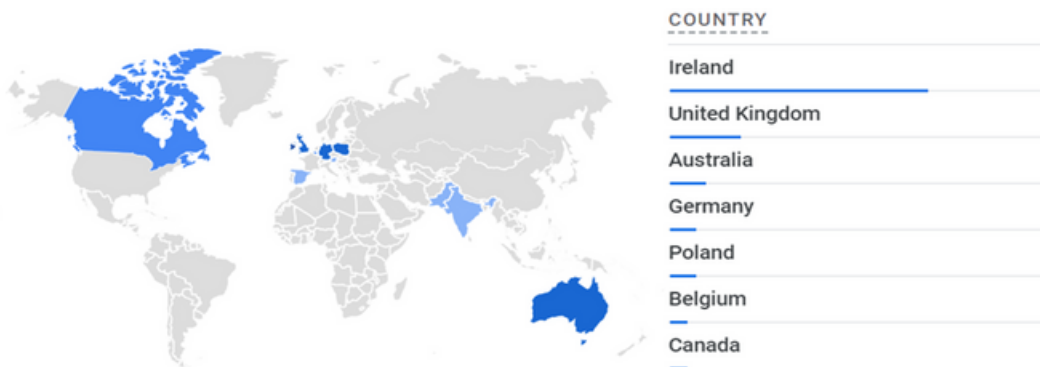 COUNTRY
Ireland
United Kingdom
Australia
Germany
Poland
Belgium
Canada